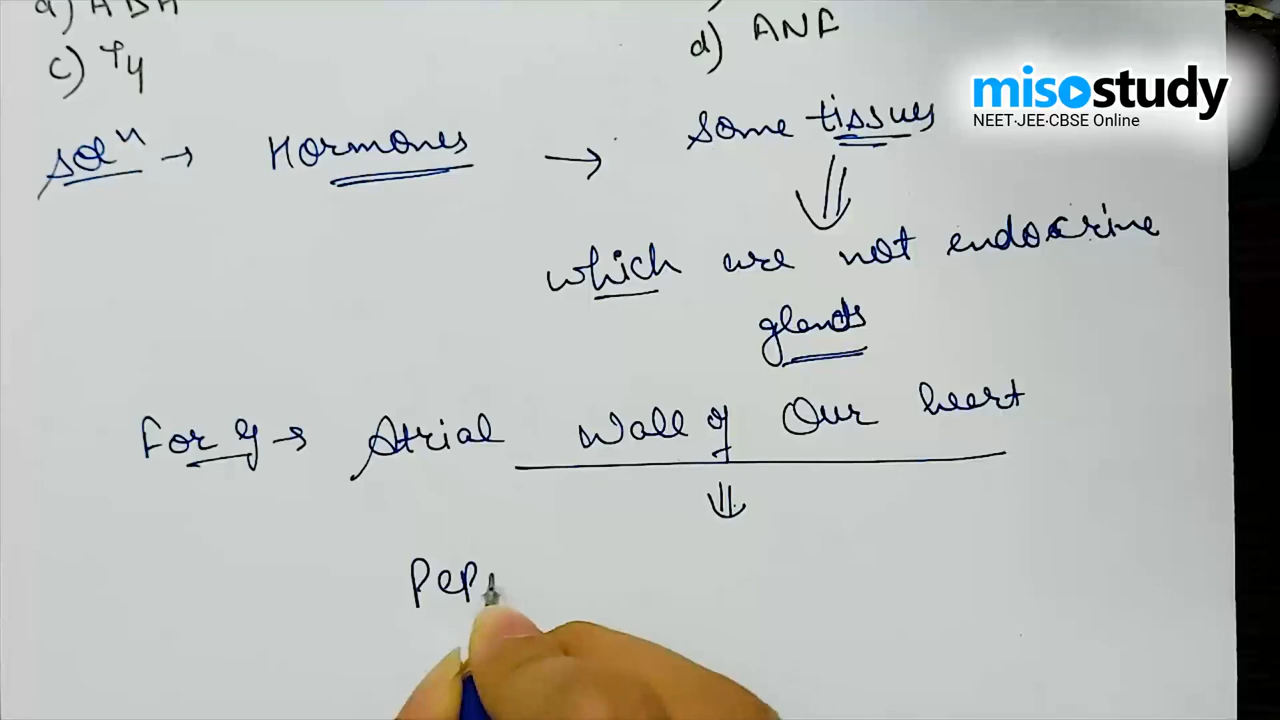 a) ADH
c) T4
d) ANF
misostudy
NEET·JEE·CBSE Online
Solⁿ → Hormones → Some tissues
which are not endocrine
glands
For eg → Atrial Wall of Our heart
Pep